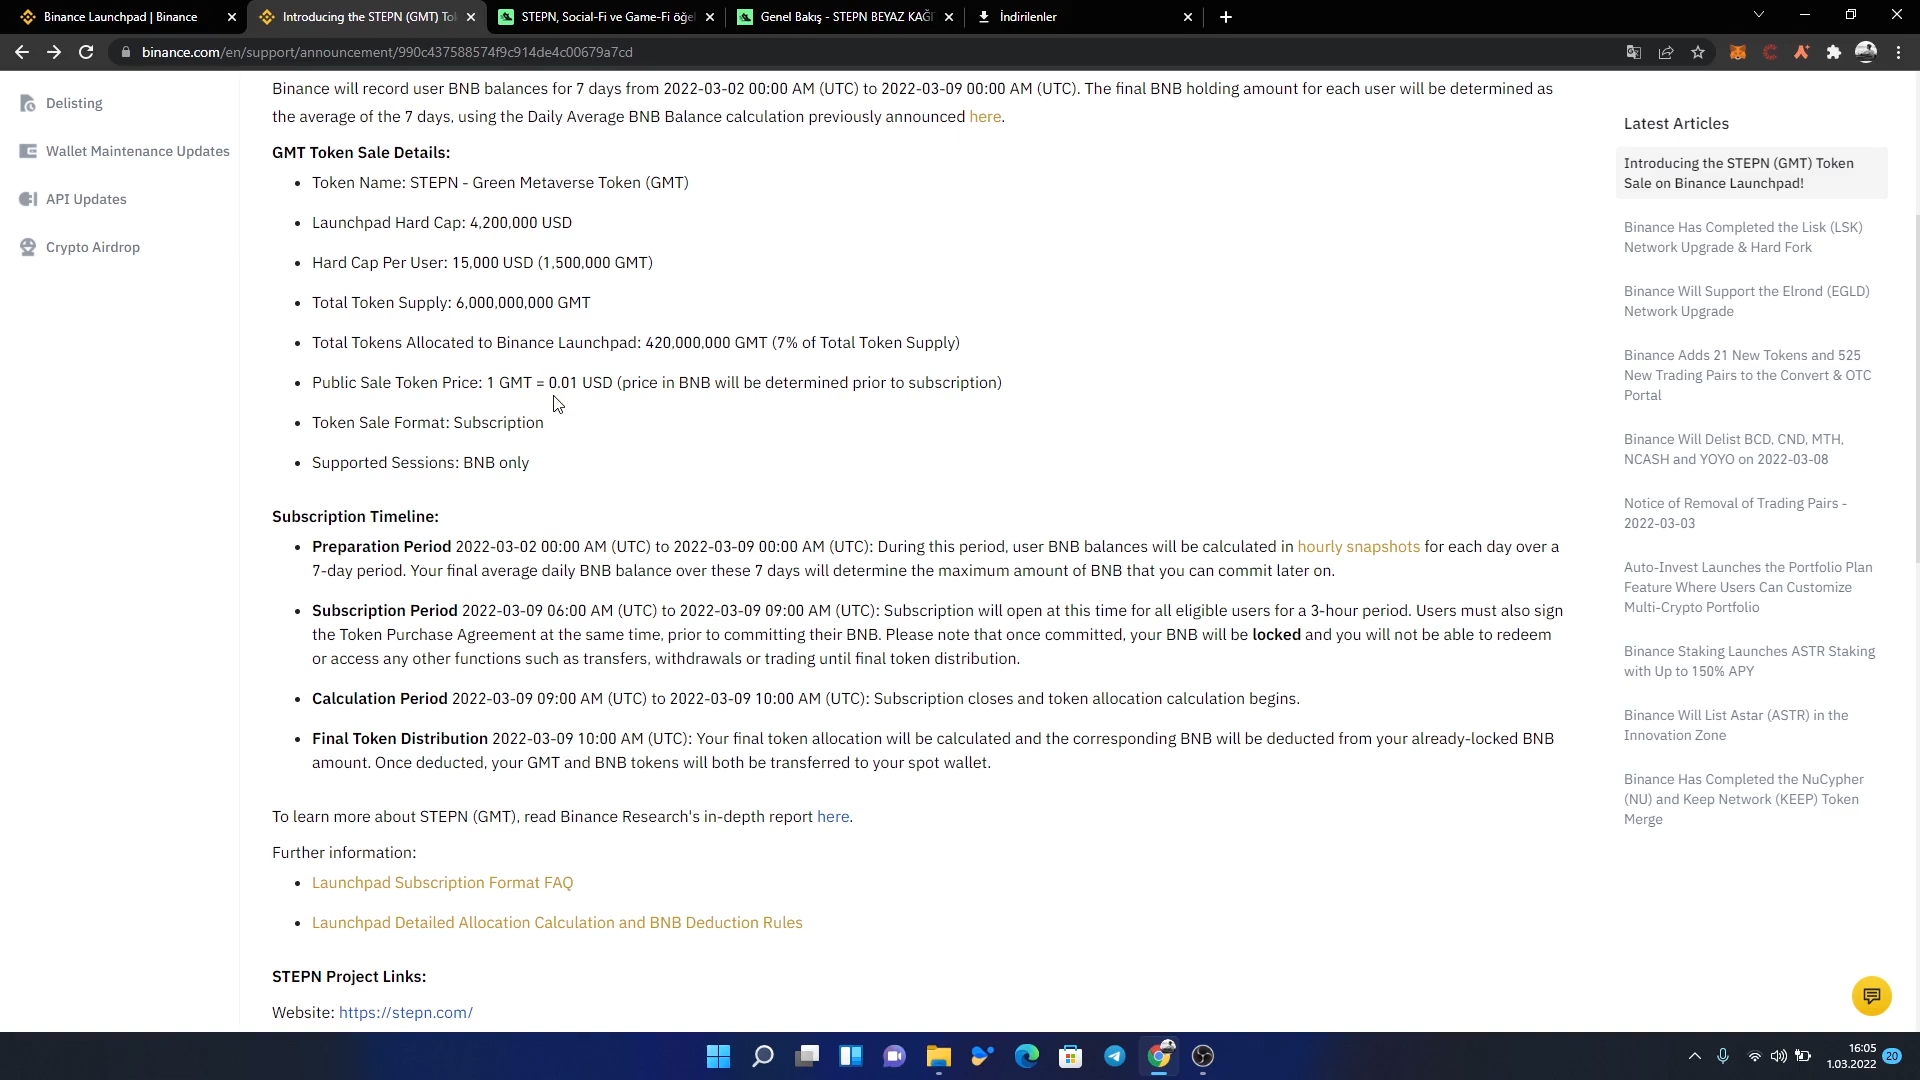 Binance Launchpad | Binance
Introducing the STEPN (GMT) Tok
STEPN, Social-Fi ve Game-Fi öğel
Genel Bakış - STEPN BEYAZ KAĞI
İndirilenler
binance.com/en/support/announcement/990c437588574f9c914de4c00679a7cd
Delisting
Wallet Maintenance Updates
API Updates
Crypto Airdrop
Binance will record user BNB balances for 7 days from 2022-03-02 00:00 AM (UTC) to 2022-03-09 00:00 AM (UTC). The final BNB holding amount for each user will be determined as
the average of the 7 days, using the Daily Average BNB Balance calculation previously announced here.
GMT Token Sale Details:
• Token Name: STEPN - Green Metaverse Token (GMT)
• Launchpad Hard Cap: 4,200,000 USD
• Hard Cap Per User: 15,000 USD (1,500,000 GMT)
• Total Token Supply: 6,000,000,000 GMT
• Total Tokens Allocated to Binance Launchpad: 420,000,000 GMT (7% of Total Token Supply)
• Public Sale Token Price: 1 GMT = 0.01 USD (price in BNB will be determined prior to subscription)
• Token Sale Format: Subscription
• Supported Sessions: BNB only
Subscription Timeline:
• Preparation Period 2022-03-02 00:00 AM (UTC) to 2022-03-09 00:00 AM (UTC): During this period, user BNB balances will be calculated in hourly snapshots for each day over a
7-day period. Your final average daily BNB balance over these 7 days will determine the maximum amount of BNB that you can commit later on.
• Subscription Period 2022-03-09 06:00 AM (UTC) to 2022-03-09 09:00 AM (UTC): Subscription will open at this time for all eligible users for a 3-hour period. Users must also sign
the Token Purchase Agreement at the same time, prior to committing their BNB. Please note that once committed, your BNB will be locked and you will not be able to redeem
or access any other functions such as transfers, withdrawals or trading until final token distribution.
• Calculation Period 2022-03-09 09:00 AM (UTC) to 2022-03-09 10:00 AM (UTC): Subscription closes and token allocation calculation begins.
• Final Token Distribution 2022-03-09 10:00 AM (UTC): Your final token allocation will be calculated and the corresponding BNB will be deducted from your already-locked BNB
amount. Once deducted, your GMT and BNB tokens will both be transferred to your spot wallet.
To learn more about STEPN (GMT), read Binance Research's in-depth report here.
Further information:
• Launchpad Subscription Format FAQ
• Launchpad Detailed Allocation Calculation and BNB Deduction Rules
STEPN Project Links:
Website: https://stepn.com/
Latest Articles
Introducing the STEPN (GMT) Token
Sale on Binance Launchpad!
Binance Has Completed the Lisk (LSK)
Network Upgrade & Hard Fork
Binance Will Support the Elrond (EGLD)
Network Upgrade
Binance Adds 21 New Tokens and 525
New Trading Pairs to the Convert & OTC
Portal
Binance Will Delist BCD, CND, MTH,
NCASH and YOYO on 2022-03-08
Notice of Removal of Trading Pairs -
2022-03-03
Auto-Invest Launches the Portfolio Plan
Feature Where Users Can Customize
Multi-Crypto Portfolio
Binance Staking Launches ASTR Staking
with Up to 150% APY
Binance Will List Astar (ASTR) in the
Innovation Zone
Binance Has Completed the NuCypher
(NU) and Keep Network (KEEP) Token
Merge
16:05
1.03.2022
20